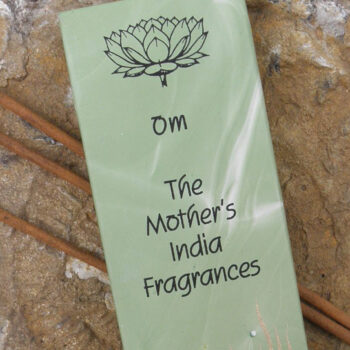 Om
The
Mother's
India
Fragrances